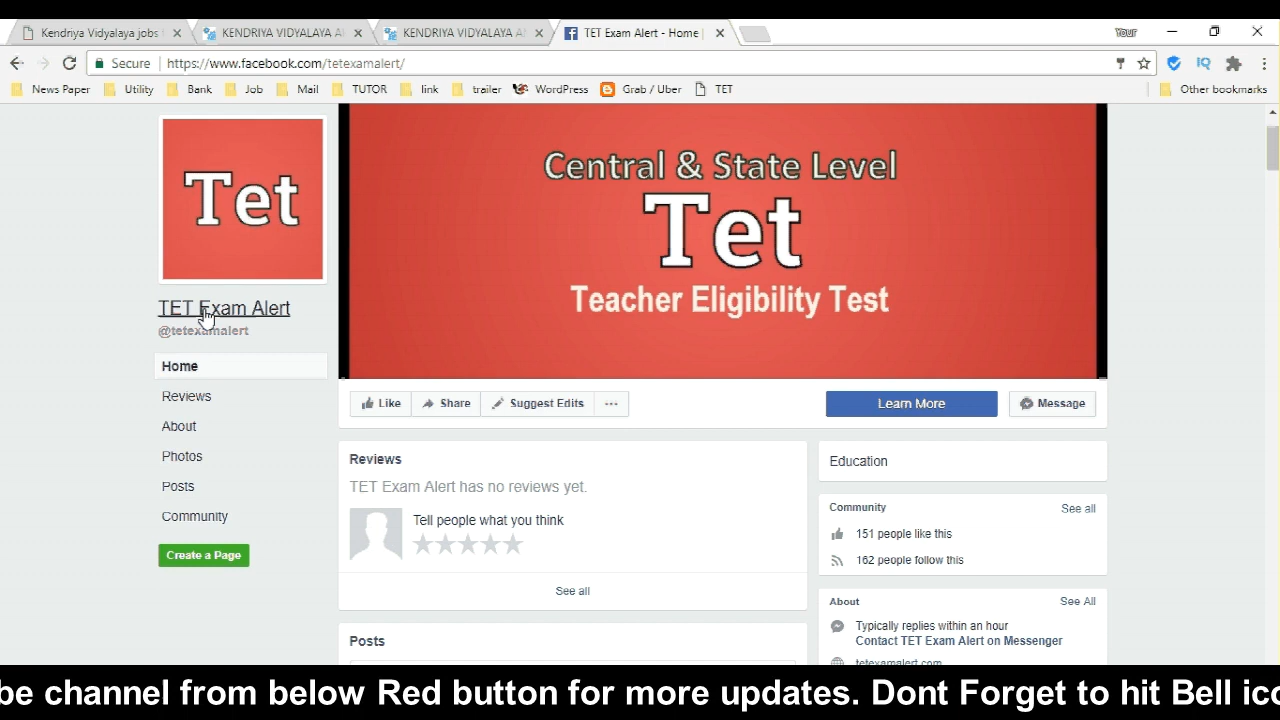 Kendriya Vidyalaya jobs
KENDRIYA VIDYALAYA
KENDRIYA VIDYALAYA
TET Exam Alert - Home |
Your
Secure
https://www.facebook.com/tetexamalert/
IQ
News Paper
Utility
Bank
Job
Mail
TUTOR
link
trailer
WordPress
Grab / Uber
TET
Other bookmarks
Tet
Central & State Level
Tet
Teacher Eligibility Test
TET Exam Alert
@tetexamalert
Home
Reviews
About
Photos
Posts
Community
Create a Page
Like
Share
Suggest Edits
Learn More
Message
Reviews
TET Exam Alert has no reviews yet.
Tell people what you think
See all
Posts
Education
Community
See all
151 people like this
162 people follow this
About
See All
Typically replies within an hour
Contact TET Exam Alert on Messenger
tetexamalert.com
be channel from below Red button for more updates. Dont Forget to hit Bell ico